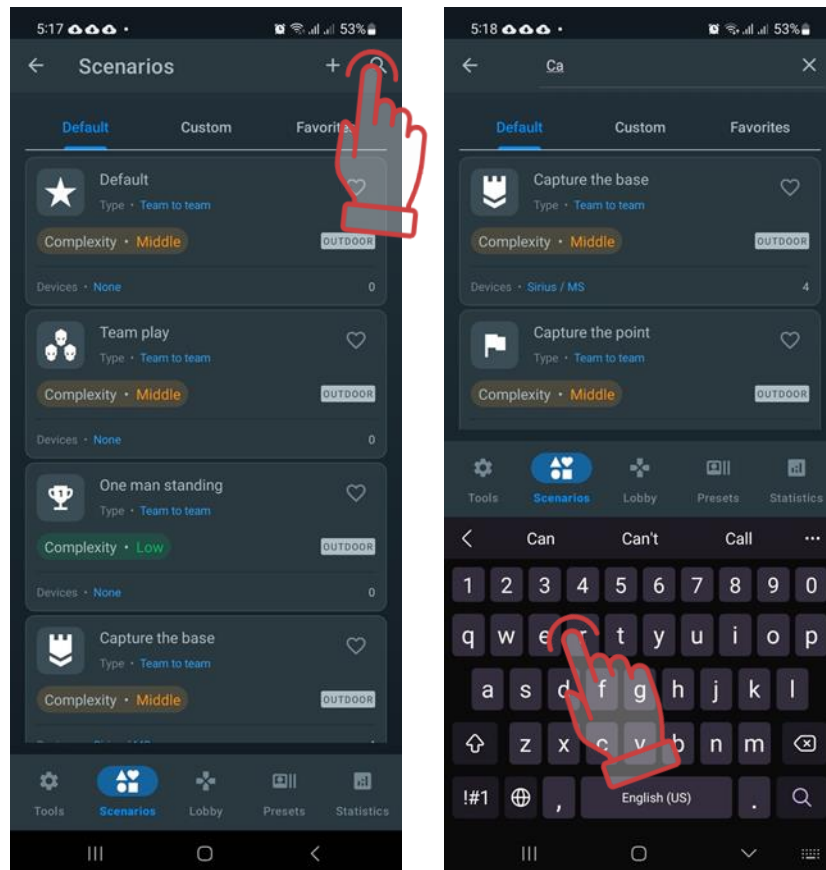 5:17
53%
Scenarios
Default Custom Favorites
Default
Type • Team to team
Complexity • Middle OUTDOOR
Devices • None 0
Team play
Type • Team to team
Complexity • Middle OUTDOOR
Devices • None 0
One man standing
Type • Team to team
Complexity • Low OUTDOOR
Devices • None 0
Capture the base
Type • Team to team
Complexity • Middle OUTDOOR
Tools Scenarios Lobby Presets Statistics
5:18
53%
Ca
Default Custom Favorites
Capture the base
Type • Team to team
Complexity • Middle OUTDOOR
Devices • Sirius / MS 4
Capture the point
Type • Team to team
Complexity • Middle OUTDOOR
Tools Scenarios Lobby Presets Statistics
Can Can't Call
1 2 3 4 5 6 7 8 9 0
q w e r t y u i o p
a s d f g h j k l
z x c v b n m
!#1 , English (US) .